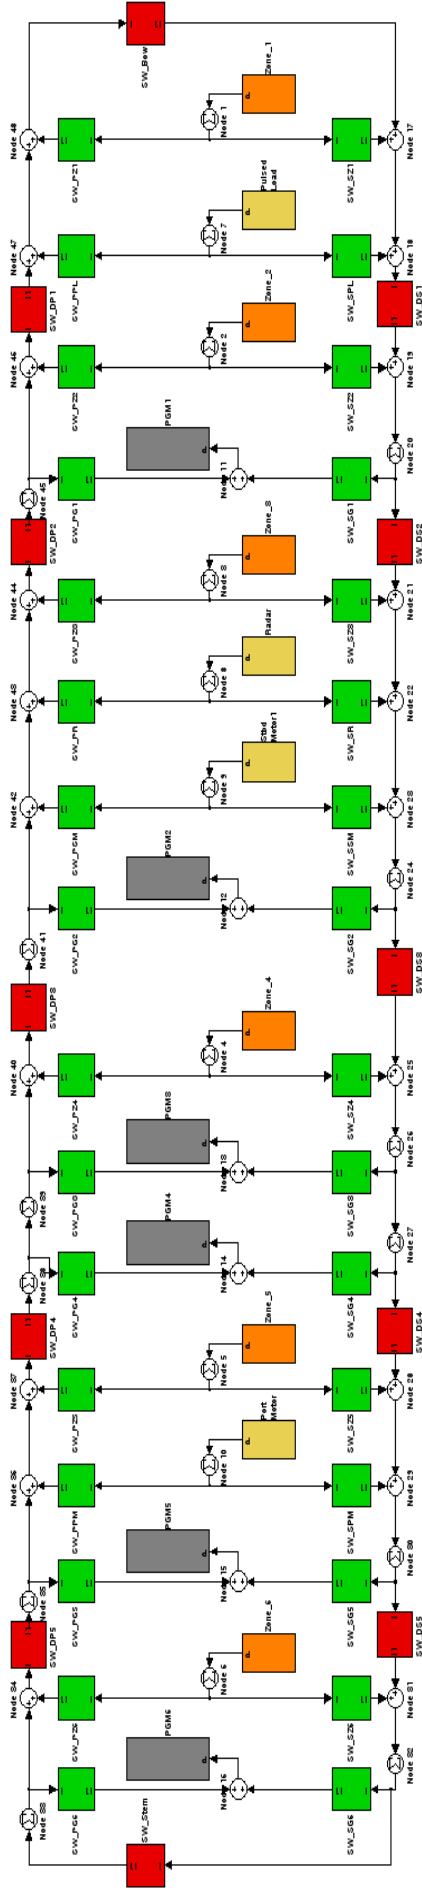 SW_Bow
Zone_1
Node 1
Node 48
SW_PZ1
SW_SZ1
Node 17
Pulsed
Load
Node 7
Node 47
SW_PPL
SW_SPL
Node 18
SW_DP1
SW_DS1
Zone_2
Node 2
Node 46
SW_PZ2
SW_SZ2
Node 19
PGM1
Node 11
Node 45
SW_PG1
SW_SG1
Node 20
SW_DP2
SW_DS2
Zone_3
Node 3
Node 44
SW_PZ3
SW_SZ3
Node 21
Radar
Node 8
Node 43
SW_PR
SW_SR
Node 22
Stbd
Motor1
Node 9
Node 42
SW_PSM
SW_SSM
Node 23
PGM2
Node 12
Node 41
SW_PG2
SW_SG2
Node 24
SW_DP3
SW_DS3
Zone_4
Node 4
Node 40
SW_PZ4
SW_SZ4
Node 25
PGM3
Node 13
Node 39
SW_PG3
SW_SG3
Node 26
PGM4
Node 14
Node 38
SW_PG4
SW_SG4
Node 27
SW_DP4
SW_DS4
Zone_5
Node 5
Node 37
SW_PZ5
SW_SZ5
Node 28
Port
Motor
Node 10
Node 36
SW_PPM
SW_SPM
Node 29
PGM5
Node 15
Node 35
SW_PG5
SW_SG5
Node 30
SW_DP5
SW_DS5
Zone_6
Node 6
Node 34
SW_PZ6
SW_SZ6
Node 31
PGM6
Node 16
Node 33
SW_PG6
SW_SG6
Node 32
SW_Stern